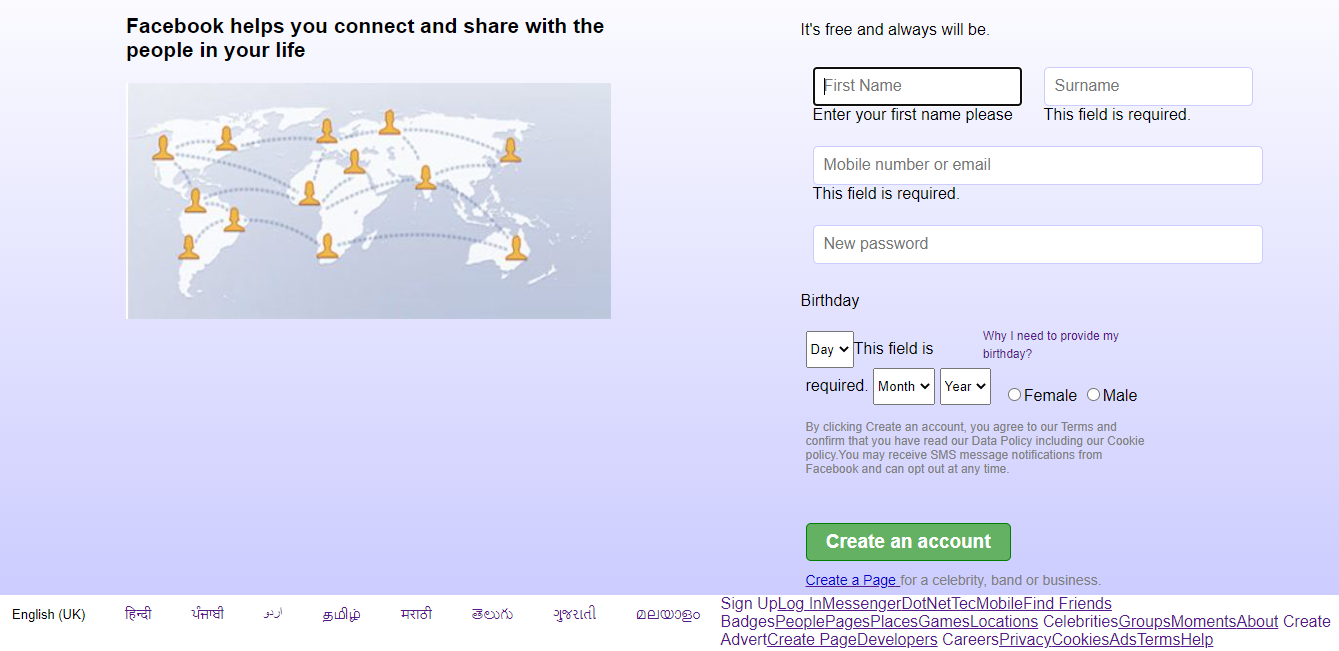 Facebook helps you connect and share with the
people in your life
It's free and always will be.
First Name
Surname
Enter your first name please
This field is required.
Mobile number or email
This field is required.
New password
Birthday
Day
This field is
required.
Month
Year
Why I need to provide my
birthday?
Female
Male
By clicking Create an account, you agree to our Terms and
confirm that you have read our Data Policy including our Cookie
policy.You may receive SMS message notifications from
Facebook and can opt out at any time.
Create an account
Create a Page for a celebrity, band or business.
English (UK)
हिन्दी
ਪੰਜਾਬੀ
اردو
தமிழ்
मराठी
తెలుగు
ગુજરાતી
മലയാളം
Sign UpLog InMessengerDotNetTecMobileFind Friends
BadgesPeoplePagesPlacesGamesLocations CelebritiesGroupsMomentsAbout Create
AdvertCreate PageDevelopers CareersPrivacyCookiesAdsTermsHelp